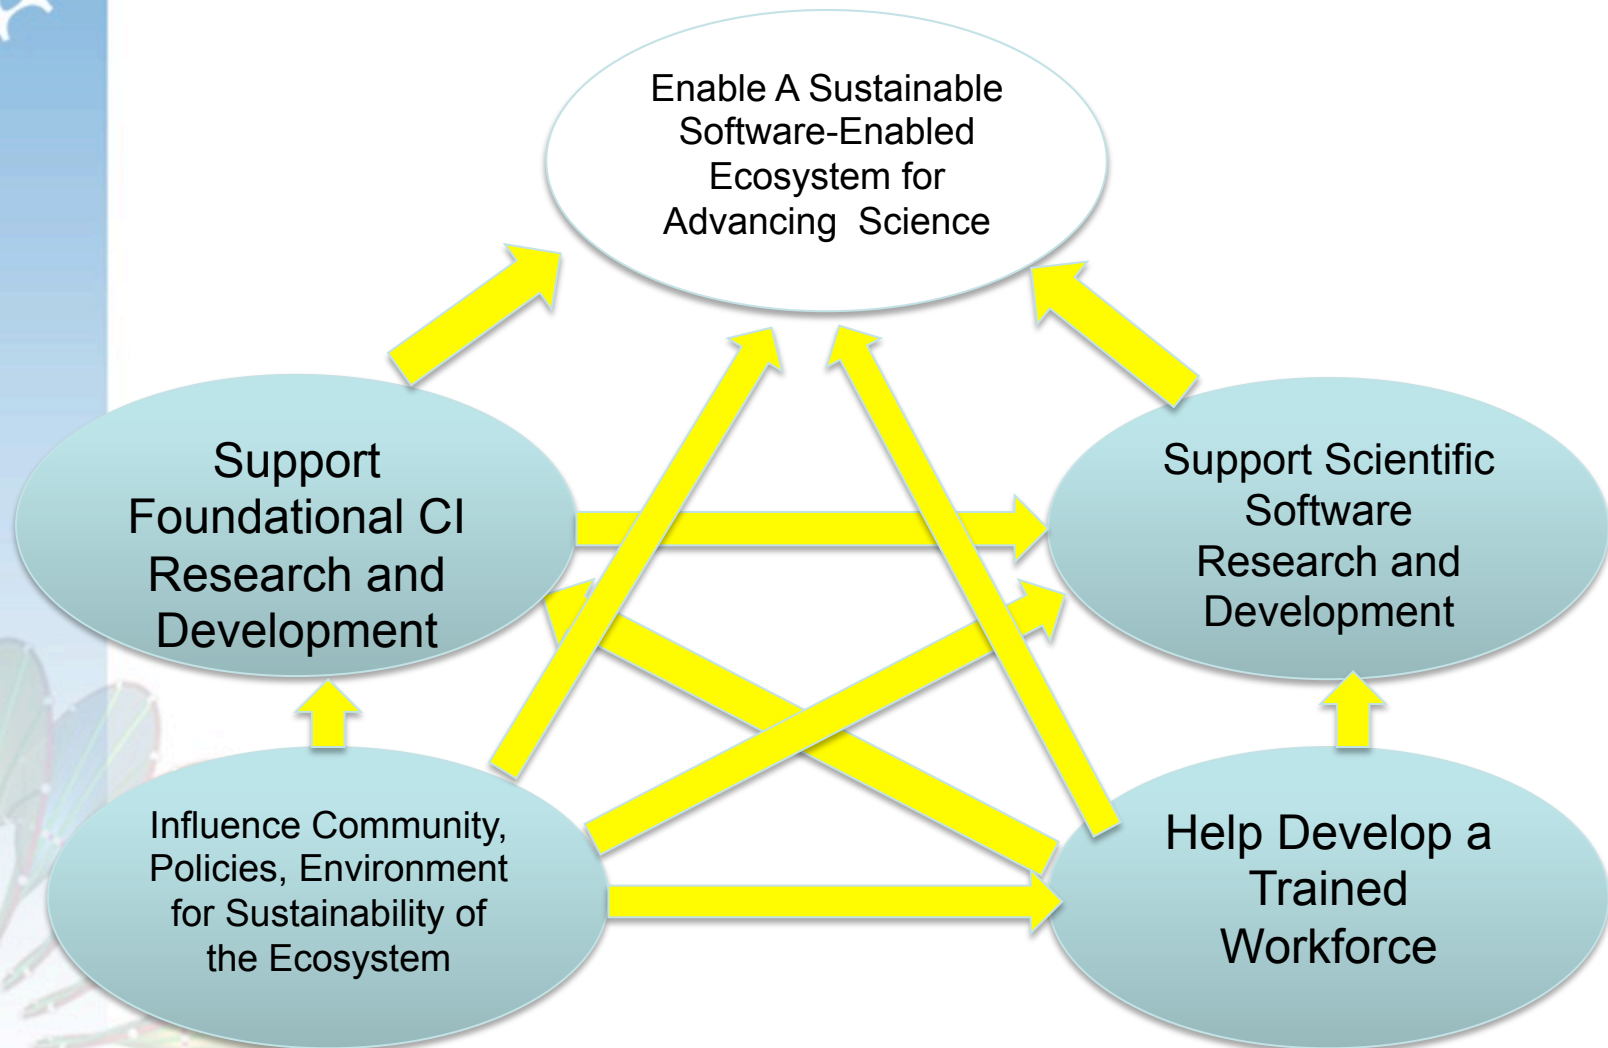 Enable A Sustainable
Software-Enabled
Ecosystem for
Advancing Science
Support
Foundational CI
Research and
Development
Support Scientific
Software
Research and
Development
Influence Community,
Policies, Environment
for Sustainability of
the Ecosystem
Help Develop a
Trained
Workforce